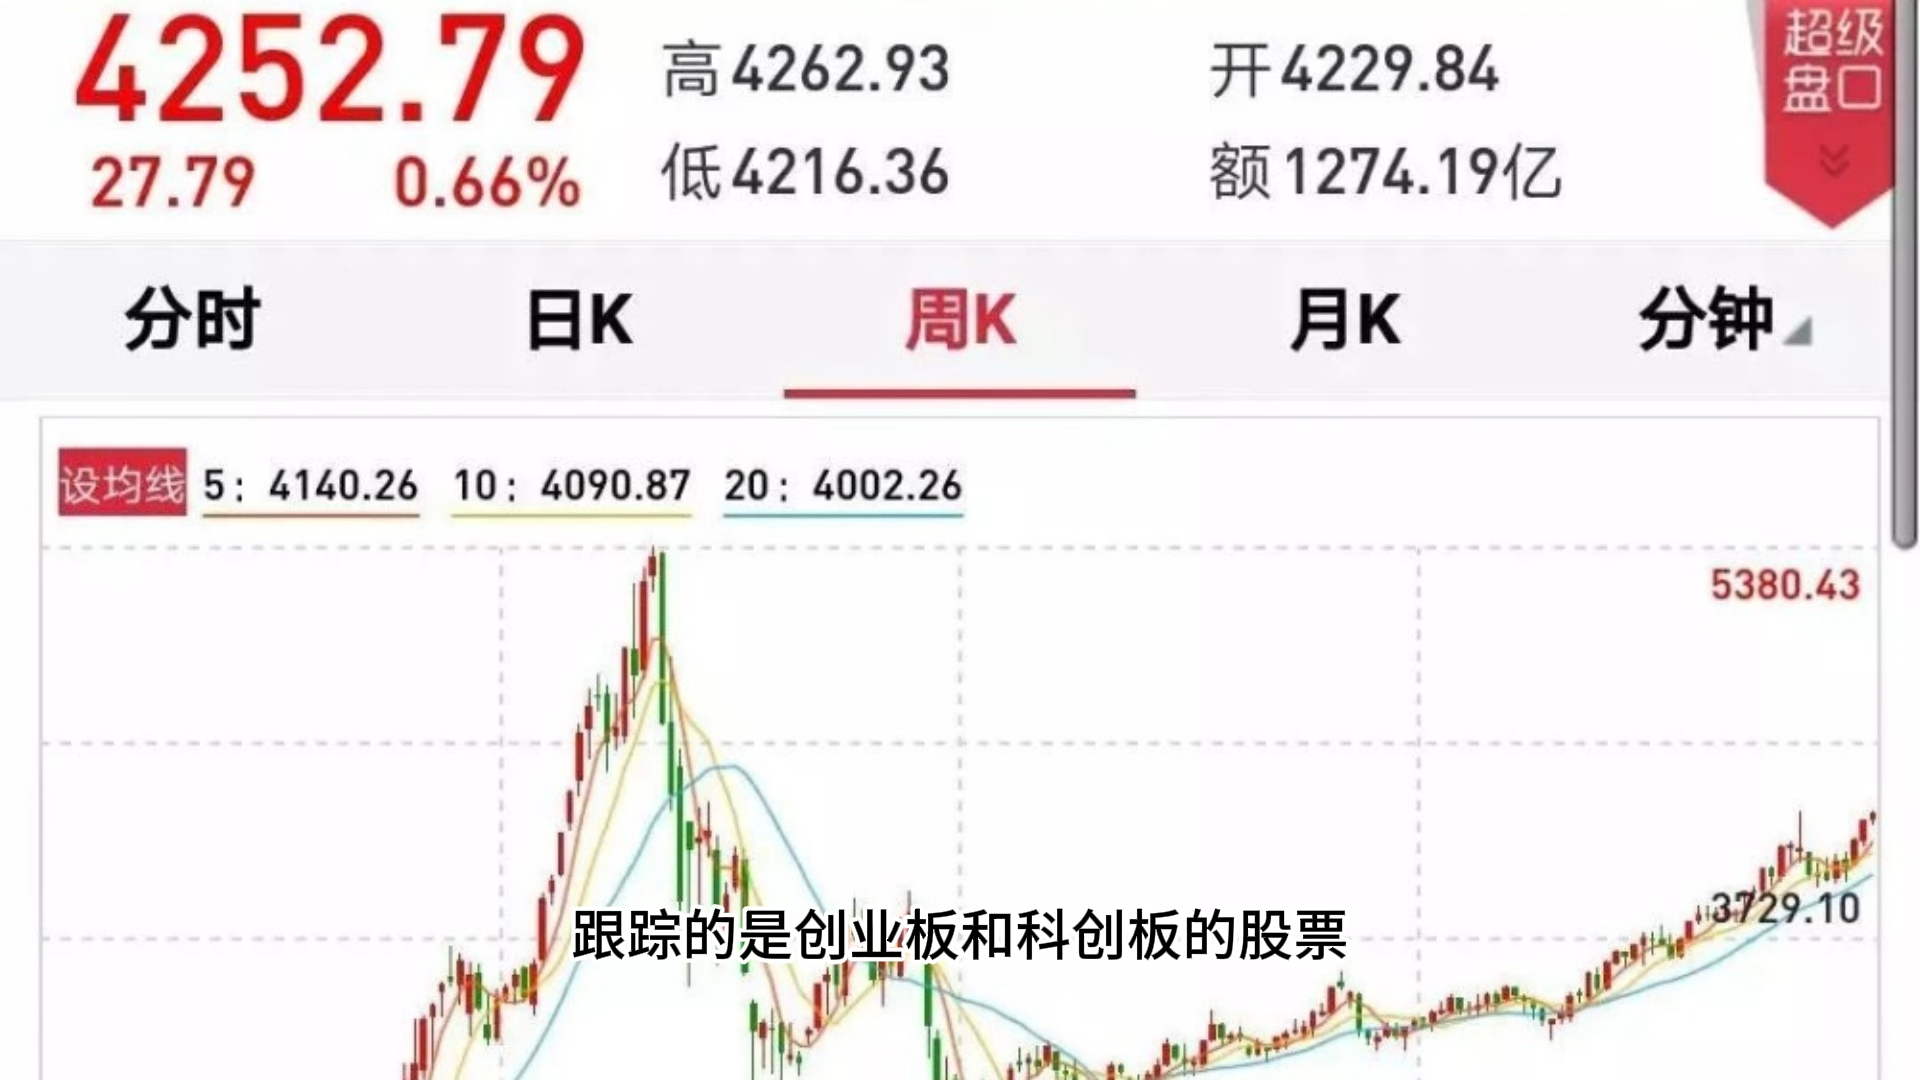 4252.79
27.79 0.66%
高4262.93
低4216.36
开4229.84
额1274.19亿
超级
盘口
分时 日K 周K 月K 分钟
设均线 5: 4140.26 10: 4090.87 20: 4002.26
5380.43
3729.10
跟踪的是创业板和科创板的股票